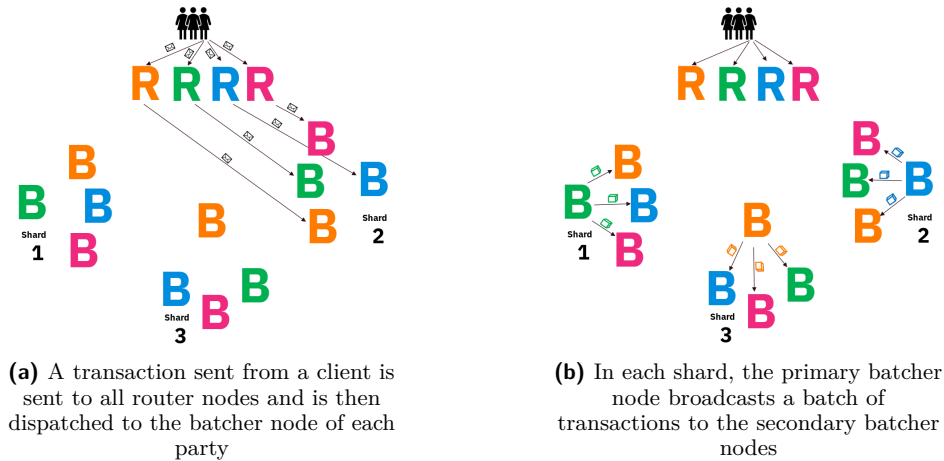 R R R R
B
B B
B
B
B B
B
Shard
1
Shard
2
B
B B
B
Shard
3
(a) A transaction sent from a client is
sent to all router nodes and is then
dispatched to the batcher node of each
party
R R R R
B
B B
B
Shard
1
B
B B
B
Shard
2
B
B B
B
Shard
3
(b) In each shard, the primary batcher
node broadcasts a batch of
transactions to the secondary batcher
nodes